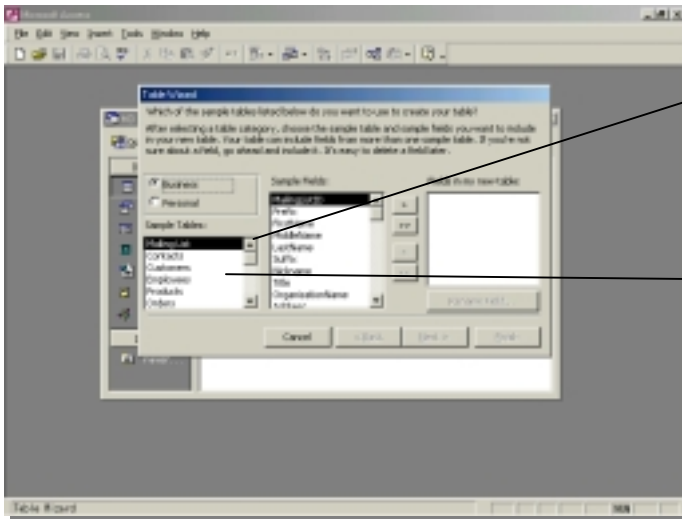 Microsoft Access
File Edit View Insert Tools Window Help
Table Wizard
Which of the sample tables listed below do you want to use to create your table?
After selecting a table category, choose the sample table and sample fields you want to include
in your new table. Your table can include fields from more than one sample table. If you're not
sure about a field, go ahead and include it. It's easy to delete a field later.
Business
Personal
Sample Tables:
Mailing List
Contacts
Customers
Employees
Products
Orders
Sample Fields:
Prefix
FirstName
MiddleName
LastName
Suffix
Nickname
Title
OrganizationName
Address
Fields in my new table:
>
>>
<
<<
Rename Field...
Cancel
< Back
Next >
Finish
Table Wizard
NUM